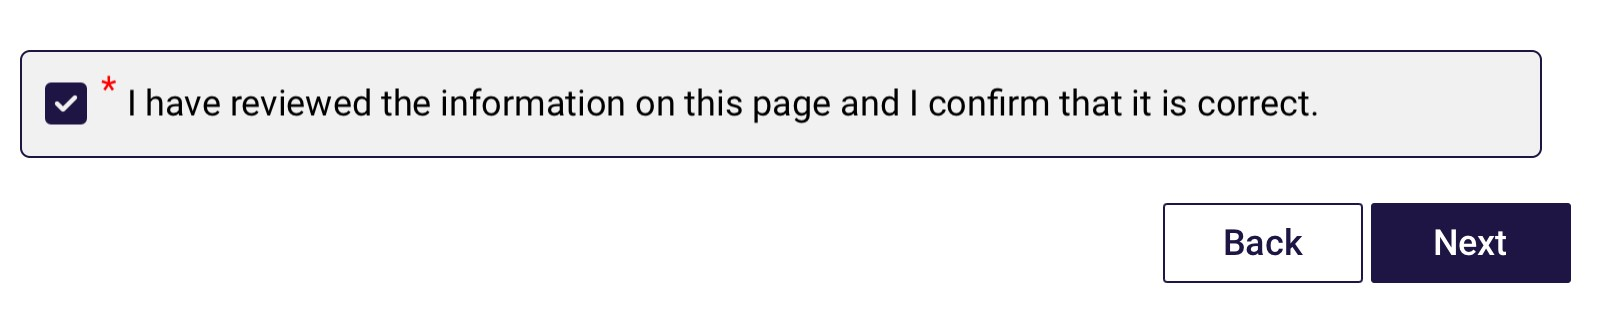 * I have reviewed the information on this page and I confirm that it is correct.
Back Next